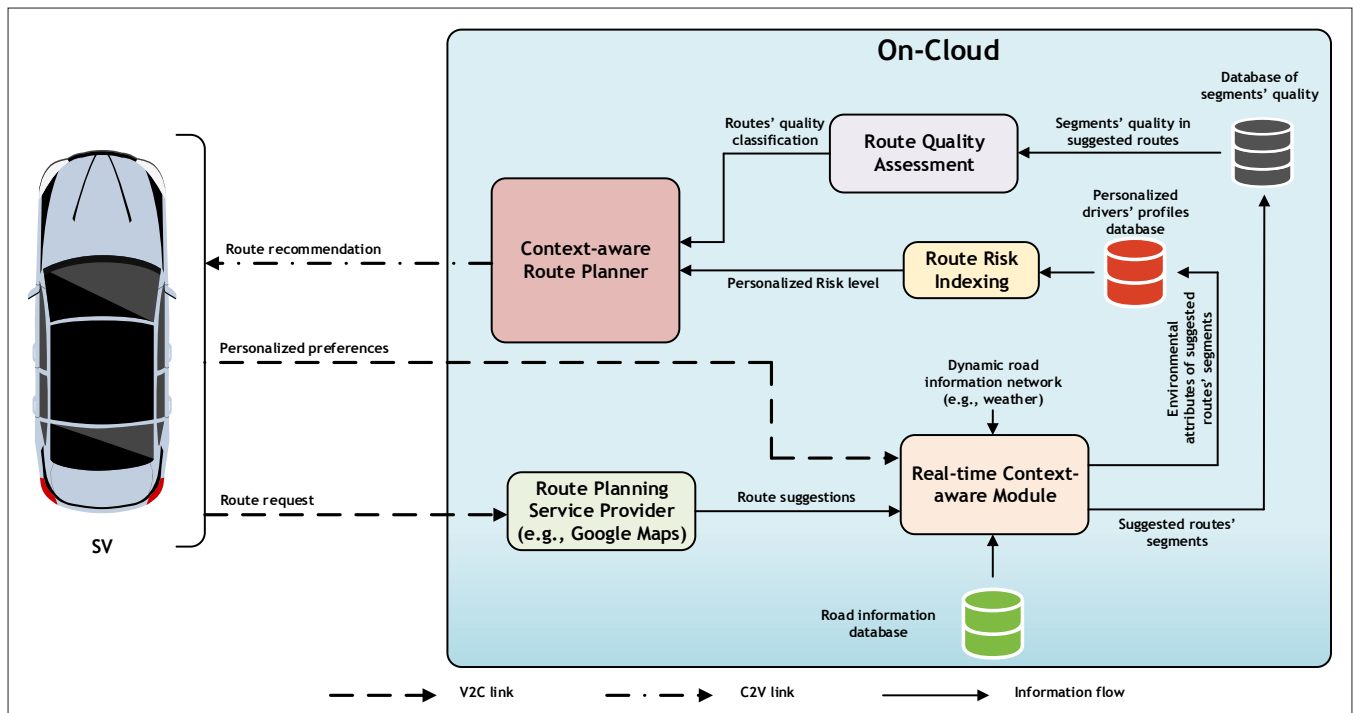 On-Cloud
Database of
segments' quality
Routes' quality
classification
Route Quality
Assessment
Segments' quality in
suggested routes
Personalized
drivers' profiles
database
Context-aware
Route Planner
Route recommendation
Route Risk
Indexing
Personalized Risk level
Environmental
attributes of suggested
routes' segments
Personalized preferences
Dynamic road
information network
(e.g., weather)
Real-time Context-
aware Module
Route Planning
Service Provider
(e.g., Google Maps)
Route suggestions
Route request
Suggested routes'
segments
SV
Road information
database
V2C link
C2V link
Information flow